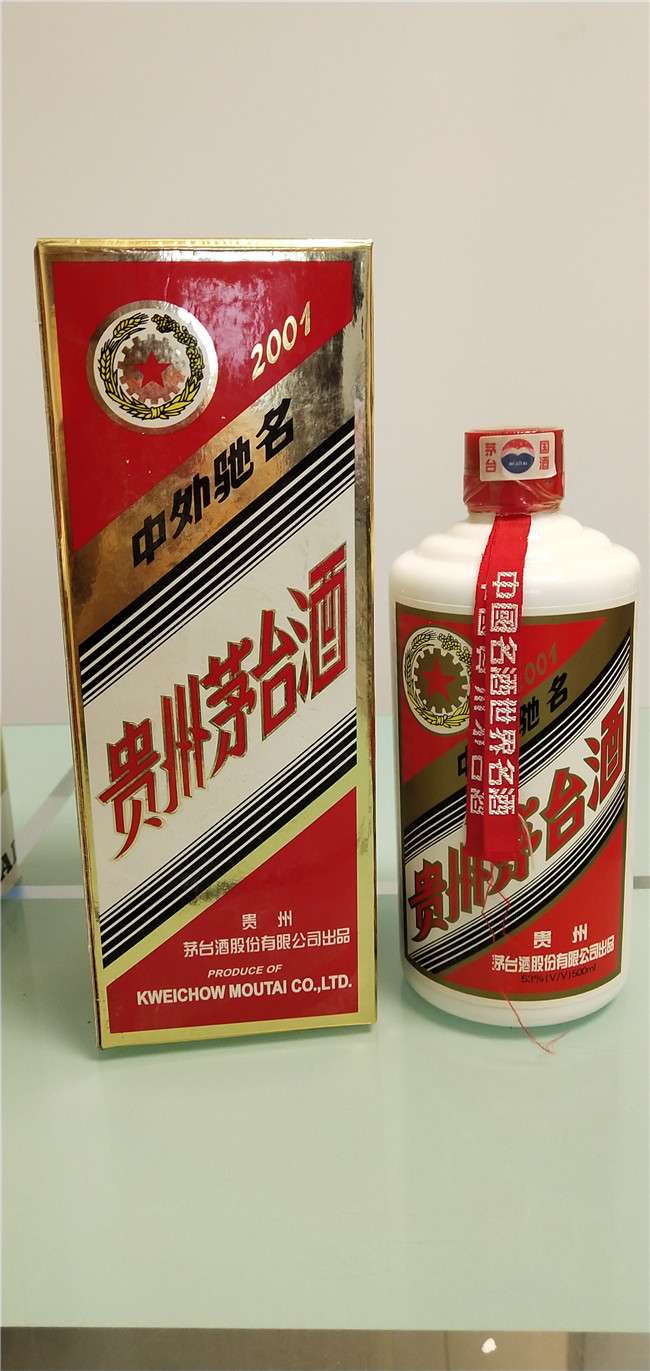 2001
中外驰名
贵州茅台酒
贵州
茅台酒股份有限公司出品
PRODUCE OF
KWEICHOW MOUTAI CO.,LTD.
茅台
国酒
中国名酒世界名酒
2001
中
驰名
贵州茅台酒
贵州
茅台酒股份有限公司出品
53%(V/V)500ml